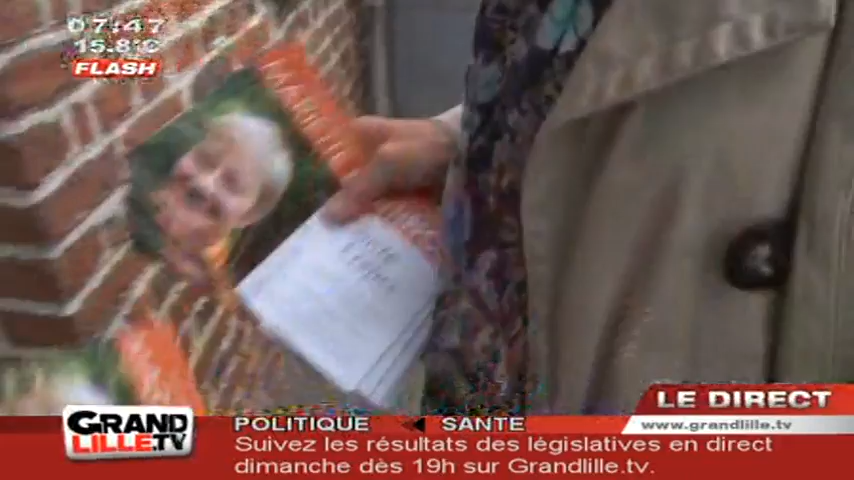 07:47
15.8°C
FLASH
LE DIRECT
www.grandlille.tv
GRAND
LILLE.TV
POLITIQUE SANTE
Suivez les résultats des législatives en direct
dimanche dès 19h sur Grandlille.tv.